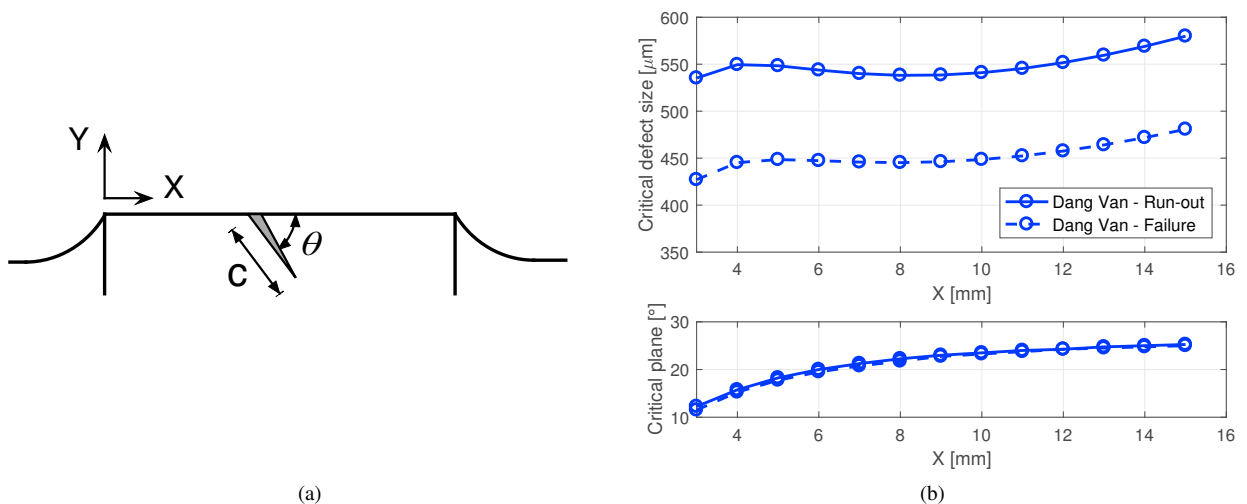 Y
X
θ
c
(a)
600
550
500
450
400
350
Critical defect size [μm]
Dang Van - Run-out
Dang Van - Failure
4 6 8 10 12 14 16
X [mm]
30
20
10
Critical plane [°]
4 6 8 10 12 14 16
X [mm]
(b)